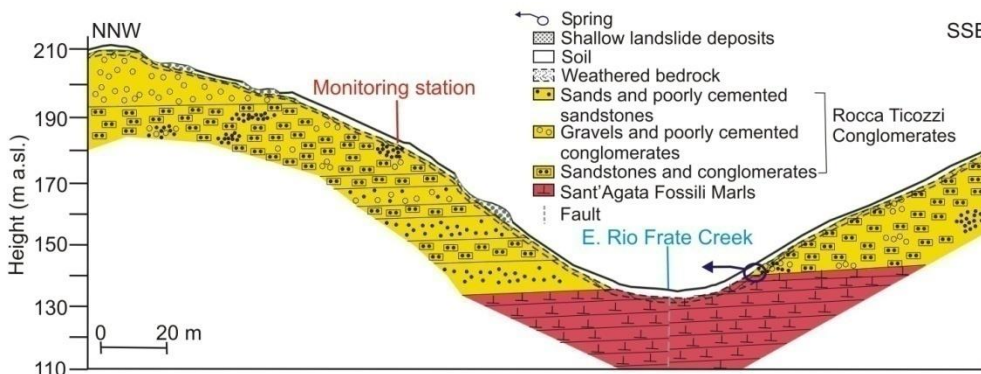 NNW
SSE
Spring
Shallow landslide deposits
Soil
Weathered bedrock
Sands and poorly cemented
sandstones
Gravels and poorly cemented
conglomerates
Sandstones and conglomerates
Sant'Agata Fossili Marls
Fault
Rocca Ticozzi
Conglomerates
Monitoring station
E. Rio Frate Creek
Height (m a.sl.)
210
190
170
150
130
110
0 20 m